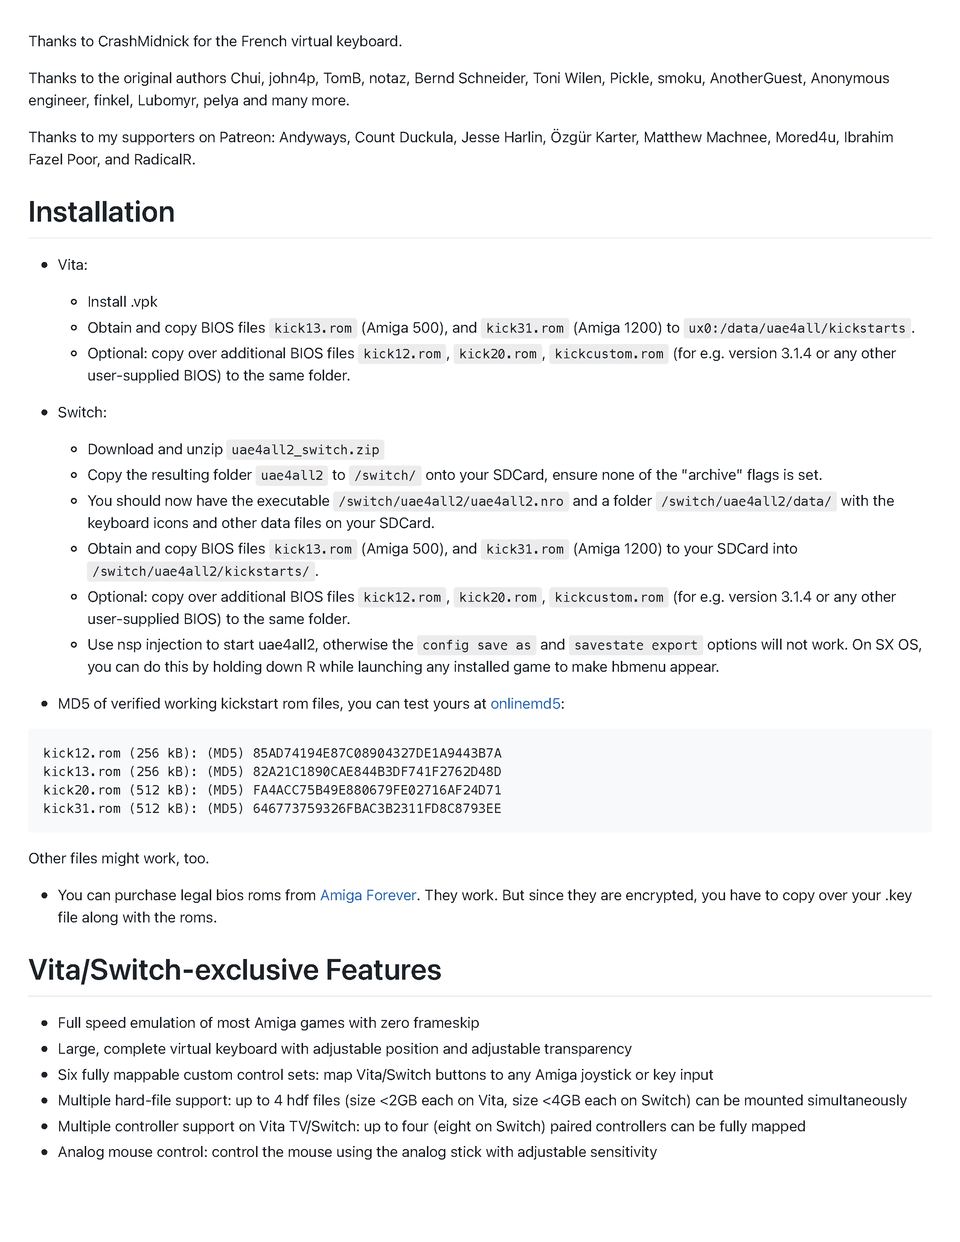 Thanks to CrashMidnick for the French virtual keyboard.
Thanks to the original authors Chui, john4p, TomB, notaz, Bernd Schneider, Toni Wilen, Pickle, smoku, AnotherGuest, Anonymous
engineer, finkel, Lubomyr, pelya and many more.
Thanks to my supporters on Patreon: Andyways, Count Duckula, Jesse Harlin, Özgür Karter, Matthew Machnee, Mored4u, Ibrahim
Fazel Poor, and RadicalR.
Installation
• Vita:
◦ Install .vpk
◦ Obtain and copy BIOS files kick13.rom (Amiga 500), and kick31.rom (Amiga 1200) to ux0:/data/uae4all/kickstarts .
◦ Optional: copy over additional BIOS files kick12.rom , kick20.rom , kickcustom.rom (for e.g. version 3.1.4 or any other
user-supplied BIOS) to the same folder.
• Switch:
◦ Download and unzip uae4all2_switch.zip
◦ Copy the resulting folder uae4all2 to /switch/ onto your SDCard, ensure none of the "archive" flags is set.
◦ You should now have the executable /switch/uae4all2/uae4all2.nro and a folder /switch/uae4all2/data/ with the
keyboard icons and other data files on your SDCard.
◦ Obtain and copy BIOS files kick13.rom (Amiga 500), and kick31.rom (Amiga 1200) to your SDCard into
/switch/uae4all2/kickstarts/ .
◦ Optional: copy over additional BIOS files kick12.rom , kick20.rom , kickcustom.rom (for e.g. version 3.1.4 or any other
user-supplied BIOS) to the same folder.
◦ Use nsp injection to start uae4all2, otherwise the config save as and savestate export options will not work. On SX OS,
you can do this by holding down R while launching any installed game to make hbmenu appear.
• MD5 of verified working kickstart rom files, you can test yours at onlinemd5:
kick12.rom (256 kB): (MD5) 85AD74194E87C08904327DE1A9443B7A
kick13.rom (256 kB): (MD5) 82A21C1890CAE844B3DF741F2762D48D
kick20.rom (512 kB): (MD5) FA4ACC75B49E880679FE02716AF24D71
kick31.rom (512 kB): (MD5) 646773759326FBAC3B2311FD8C8793EE
Other files might work, too.
• You can purchase legal bios roms from Amiga Forever. They work. But since they are encrypted, you have to copy over your .key
file along with the roms.
Vita/Switch-exclusive Features
• Full speed emulation of most Amiga games with zero frameskip
• Large, complete virtual keyboard with adjustable position and adjustable transparency
• Six fully mappable custom control sets: map Vita/Switch buttons to any Amiga joystick or key input
• Multiple hard-file support: up to 4 hdf files (size <2GB each on Vita, size <4GB each on Switch) can be mounted simultaneously
• Multiple controller support on Vita TV/Switch: up to four (eight on Switch) paired controllers can be fully mapped
• Analog mouse control: control the mouse using the analog stick with adjustable sensitivity